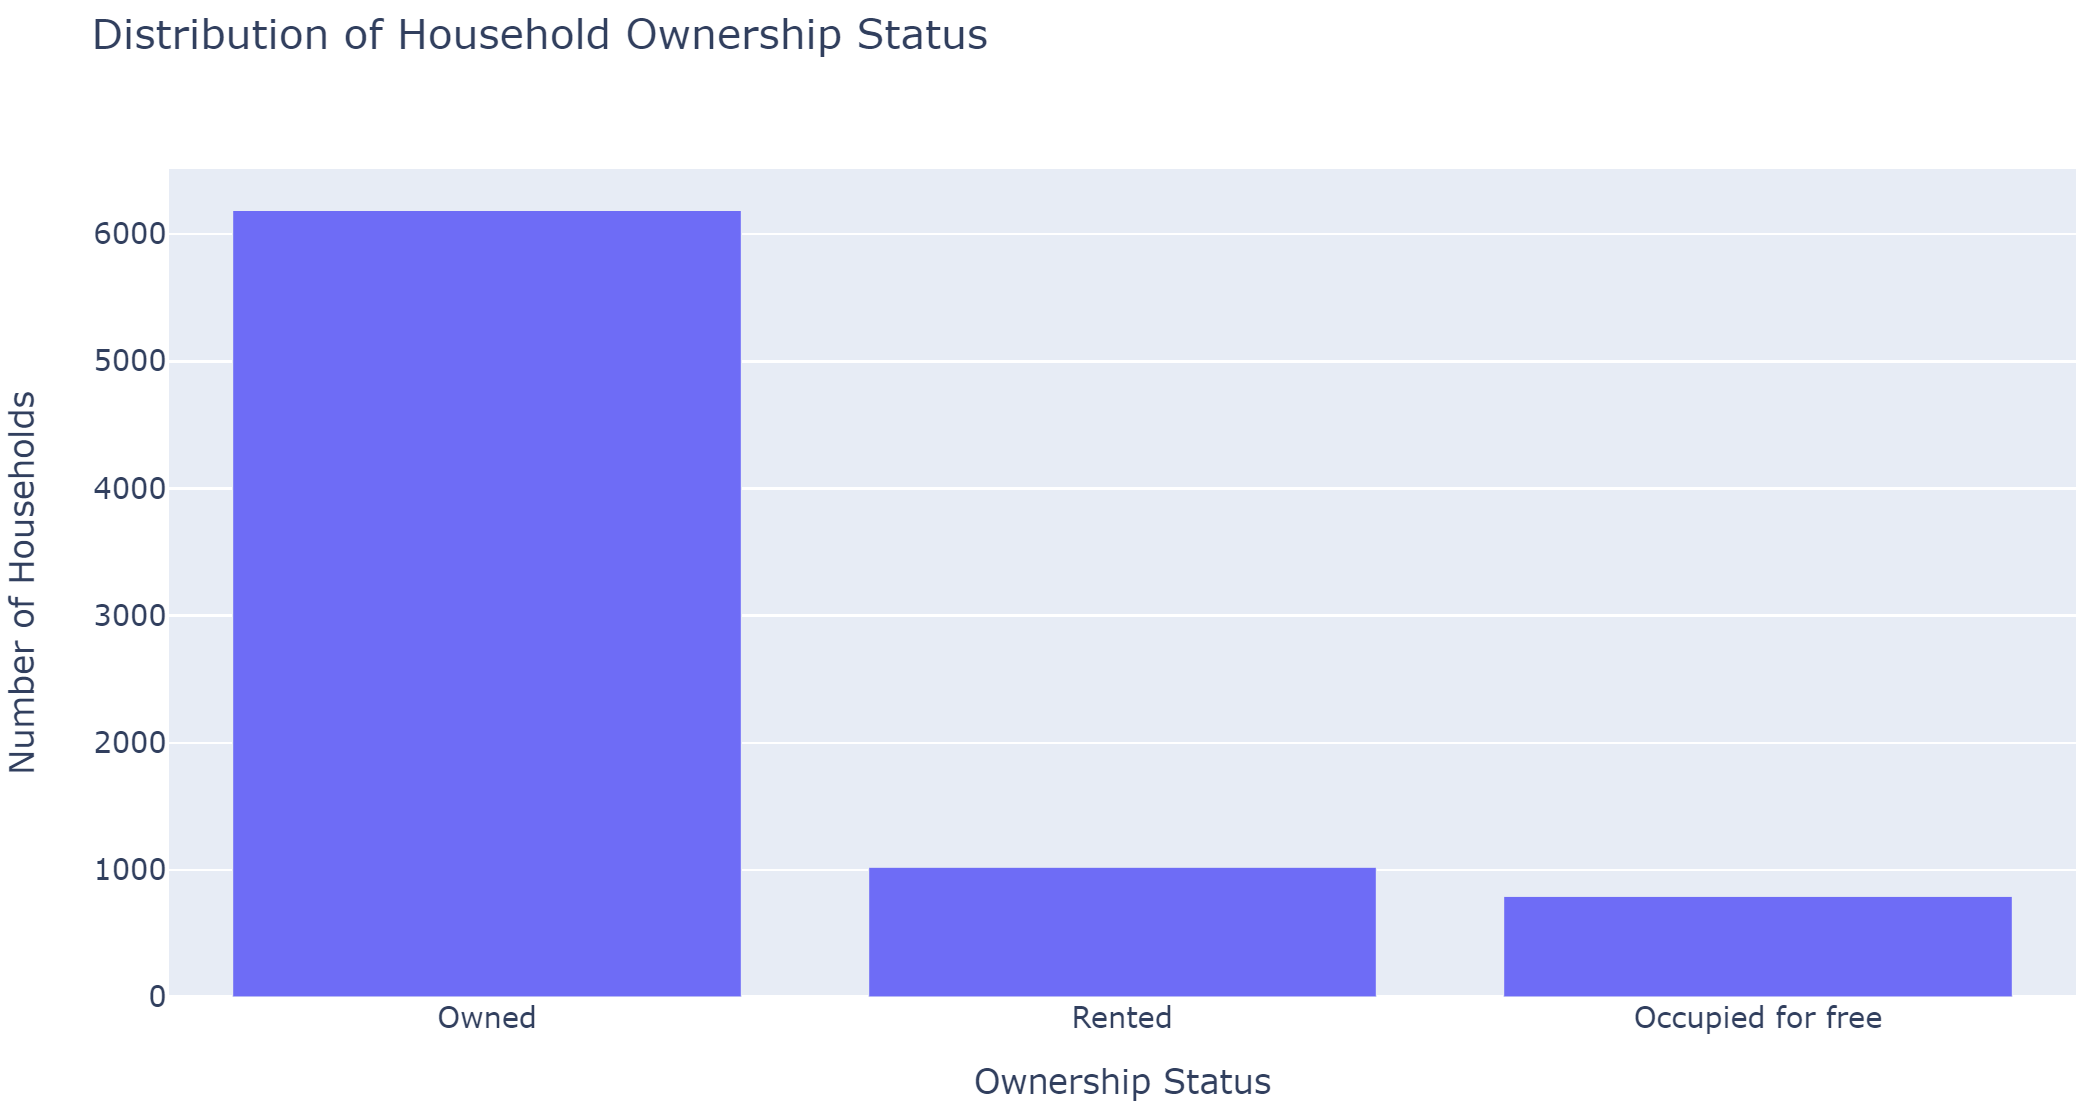 Distribution of Household Ownership Status
Number of Households
6000
5000
4000
3000
2000
1000
0
Owned Rented Occupied for free
Ownership Status